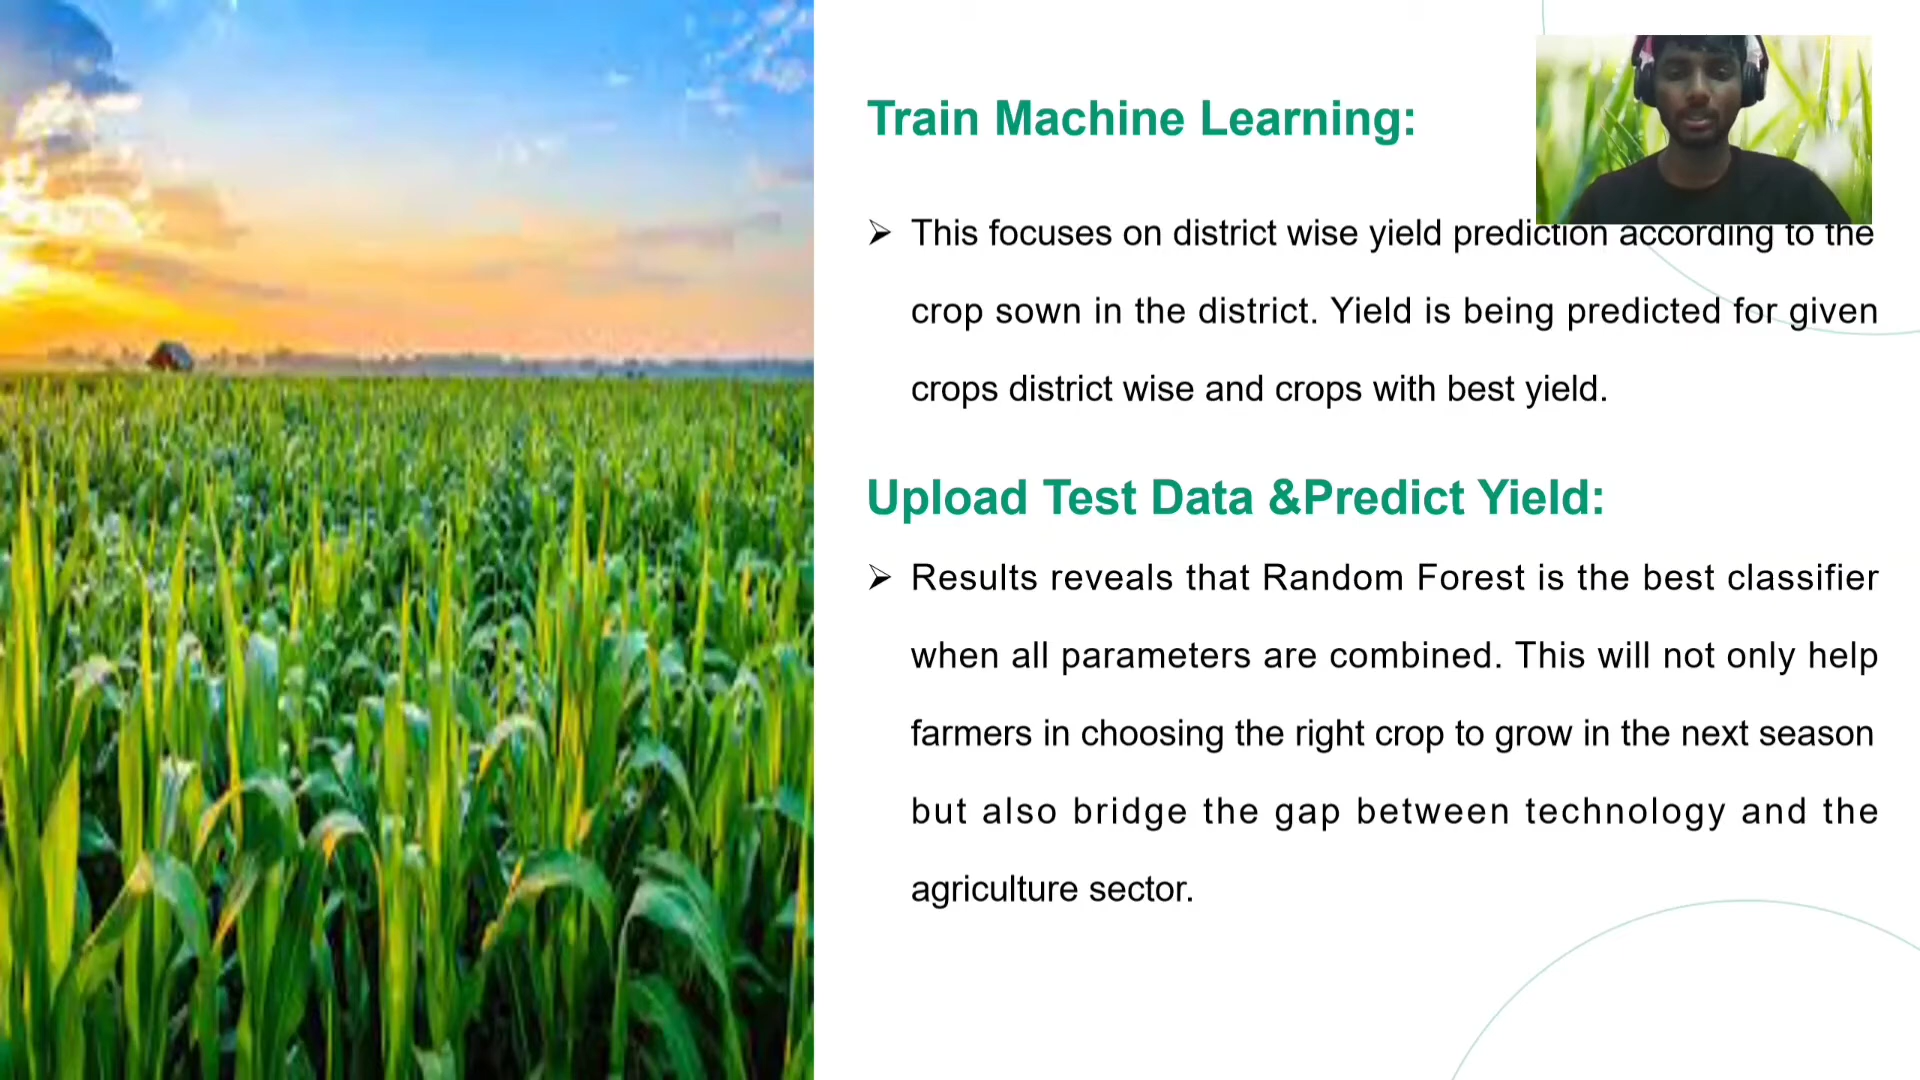 Train Machine Learning:
This focuses on district wise yield prediction according to the
crop sown in the district. Yield is being predicted for given
crops district wise and crops with best yield.
Upload Test Data &Predict Yield:
Results reveals that Random Forest is the best classifier
when all parameters are combined. This will not only help
farmers in choosing the right crop to grow in the next season
but also bridge the gap between technology and the
agriculture sector.